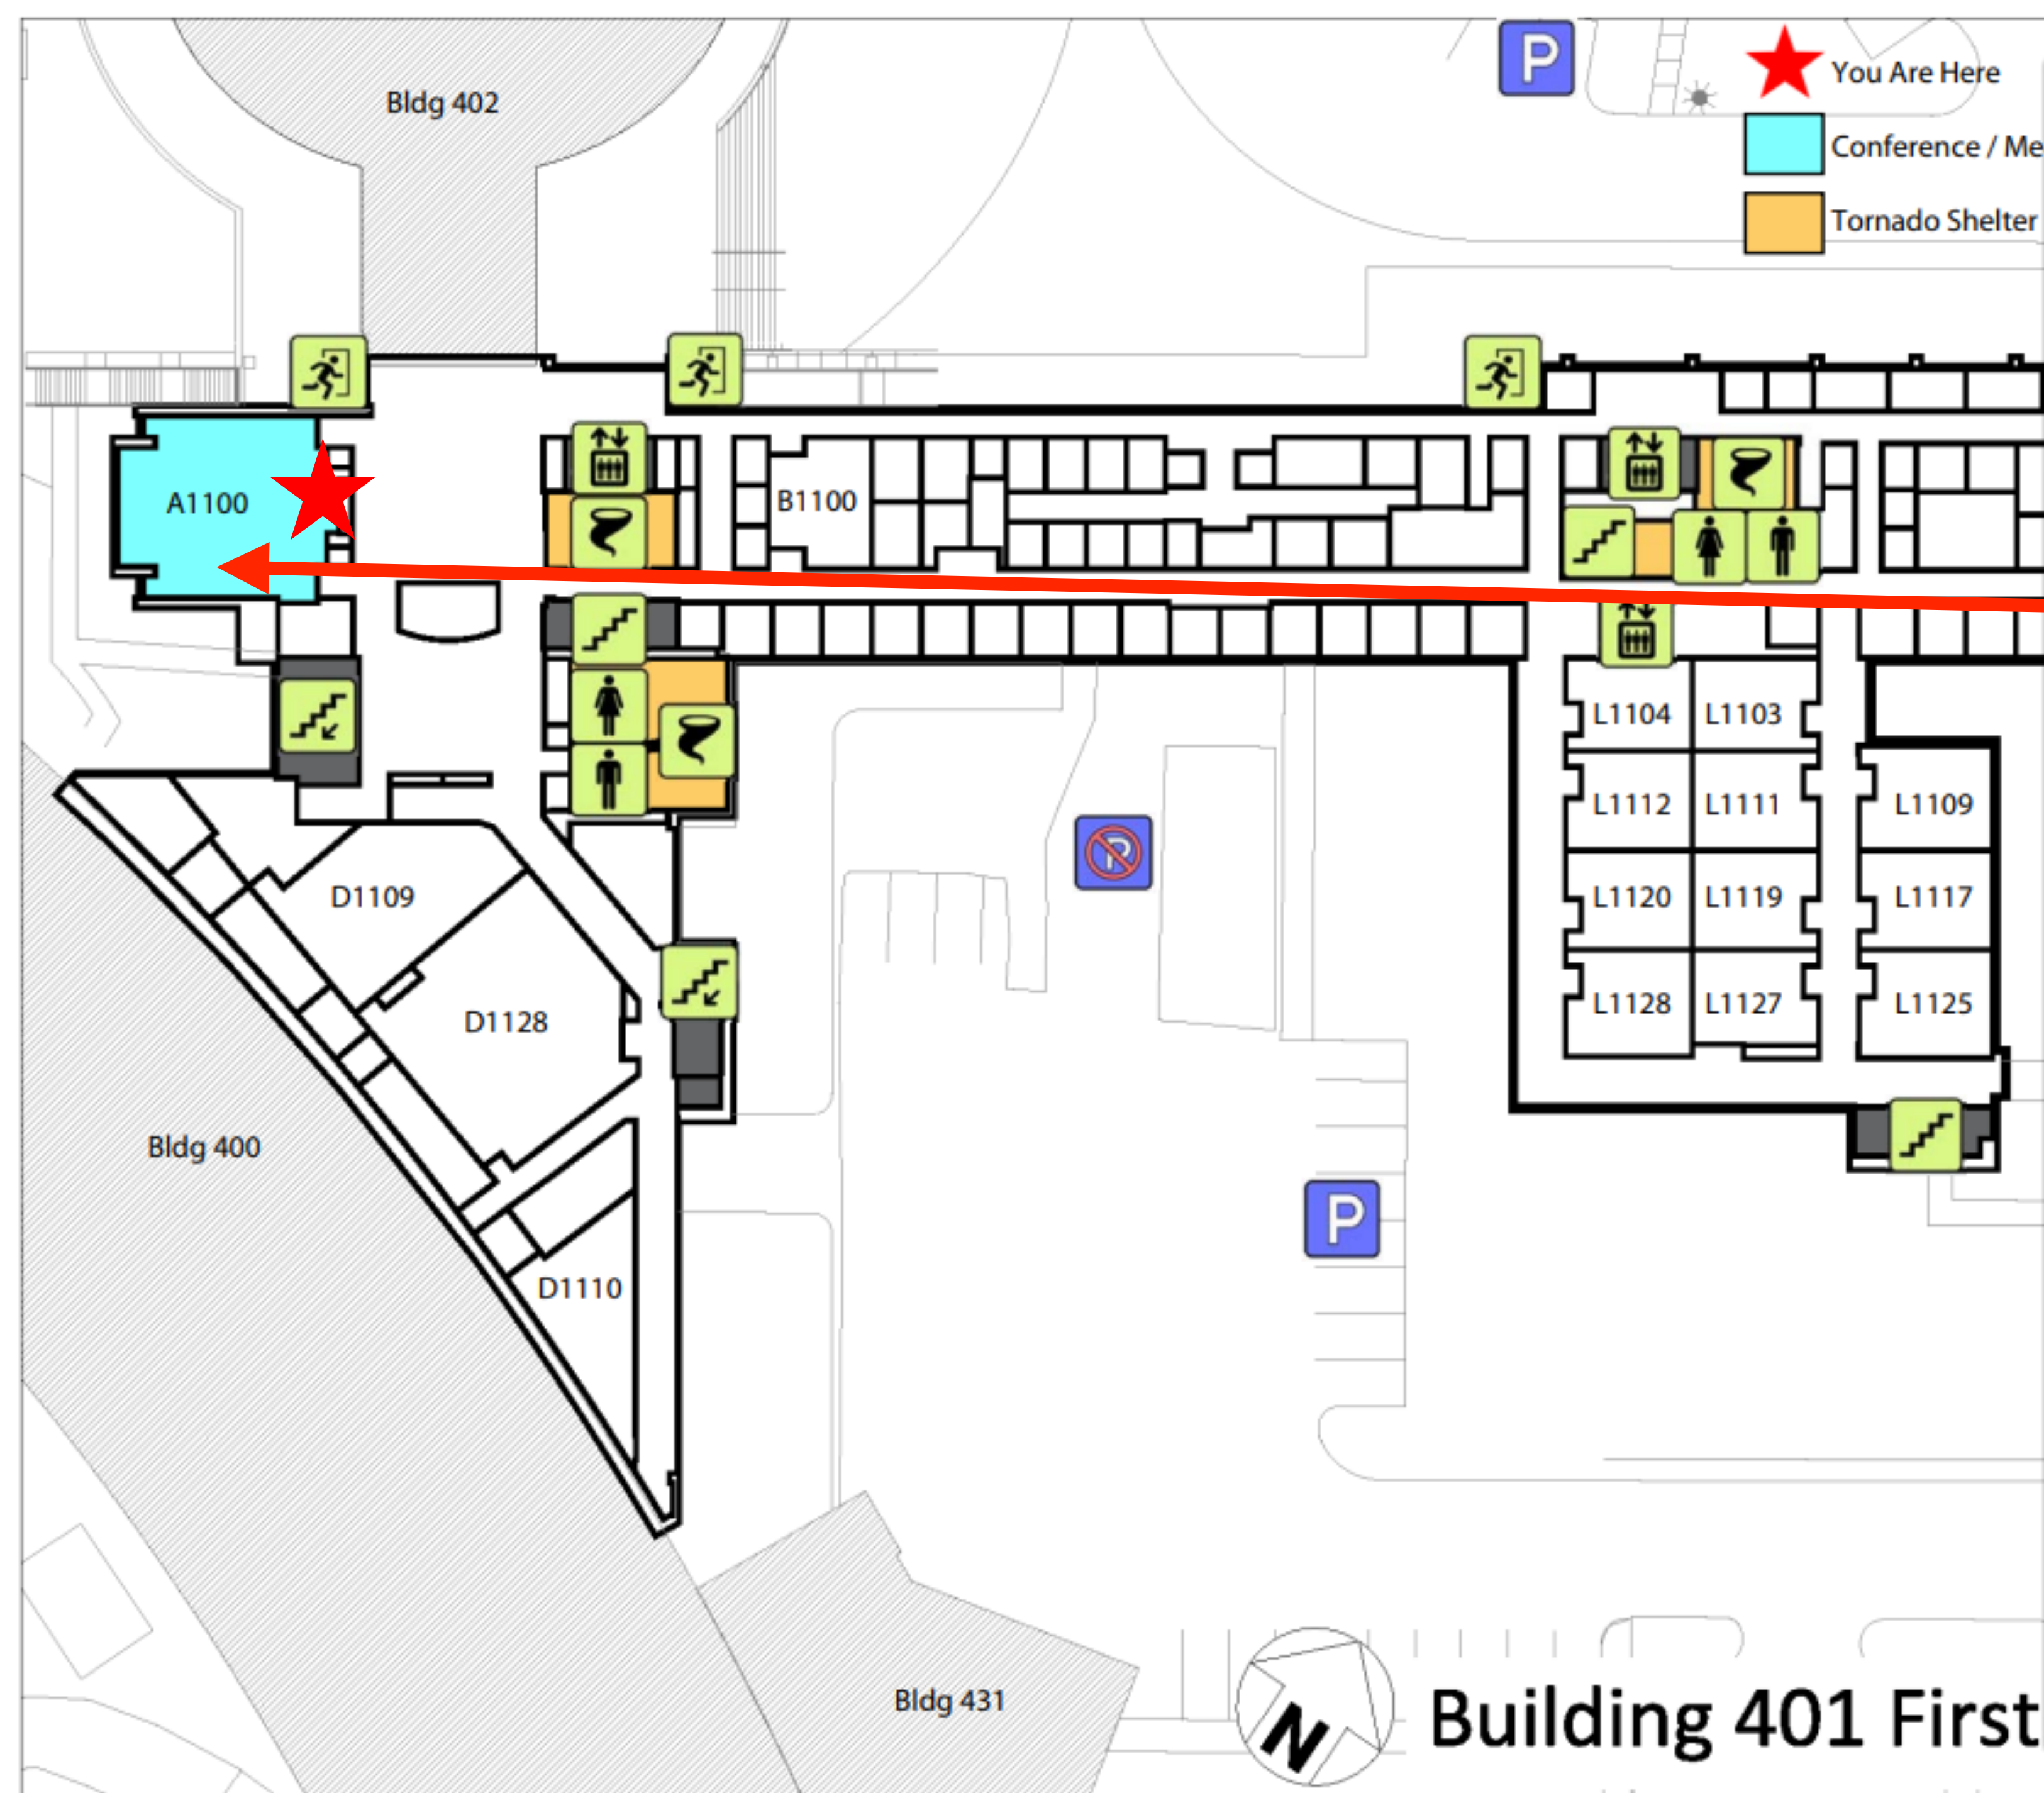 Bldg 402
P
You Are Here
Conference / Me
Tornado Shelter
A1100
B1100
L1104
L1103
L1112
L1111
L1109
P
D1109
L1120
L1119
L1117
D1128
L1128
L1127
L1125
Bldg 400
P
D1110
Bldg 431
N
Building 401 First